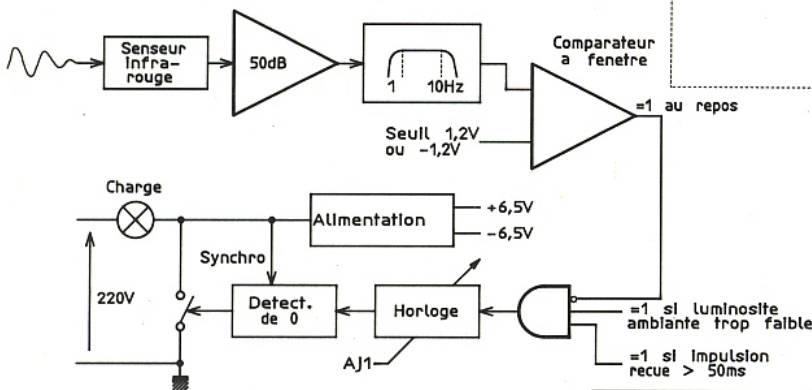 Senseur
infra-
rouge
50dB
1 10Hz
Comparateur
a fenetre
=1 au repos
Seuil 1,2V
ou -1,2V
Charge
Alimentation
+6,5V
-6,5V
Synchro
220V
Detect.
de 0
Horloge
AJ1
=1 si luminosite
ambiante trop faible
=1 si impulsion
recue > 50ms